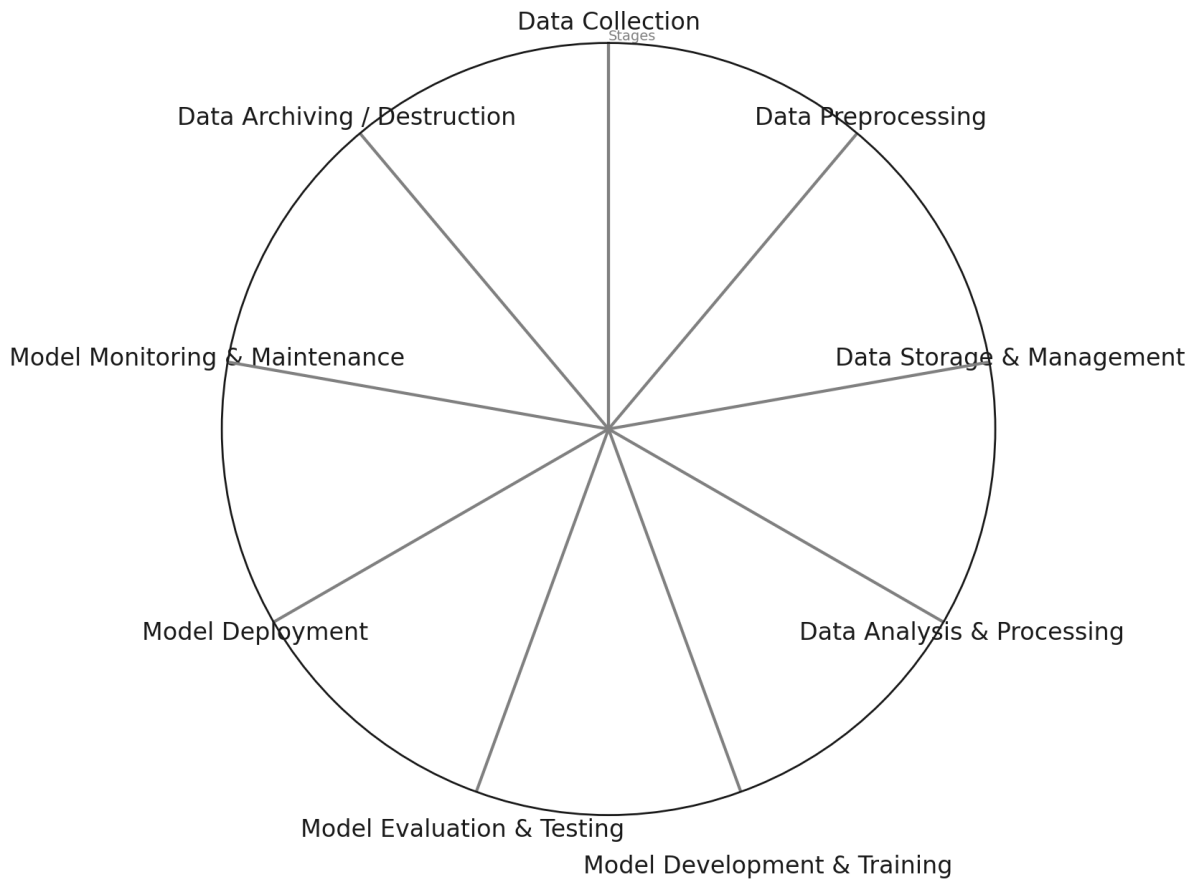 Data Collection
Stages
Data Archiving / Destruction
Data Preprocessing
Model Monitoring & Maintenance
Data Storage & Management
Model Deployment
Data Analysis & Processing
Model Evaluation & Testing
Model Development & Training